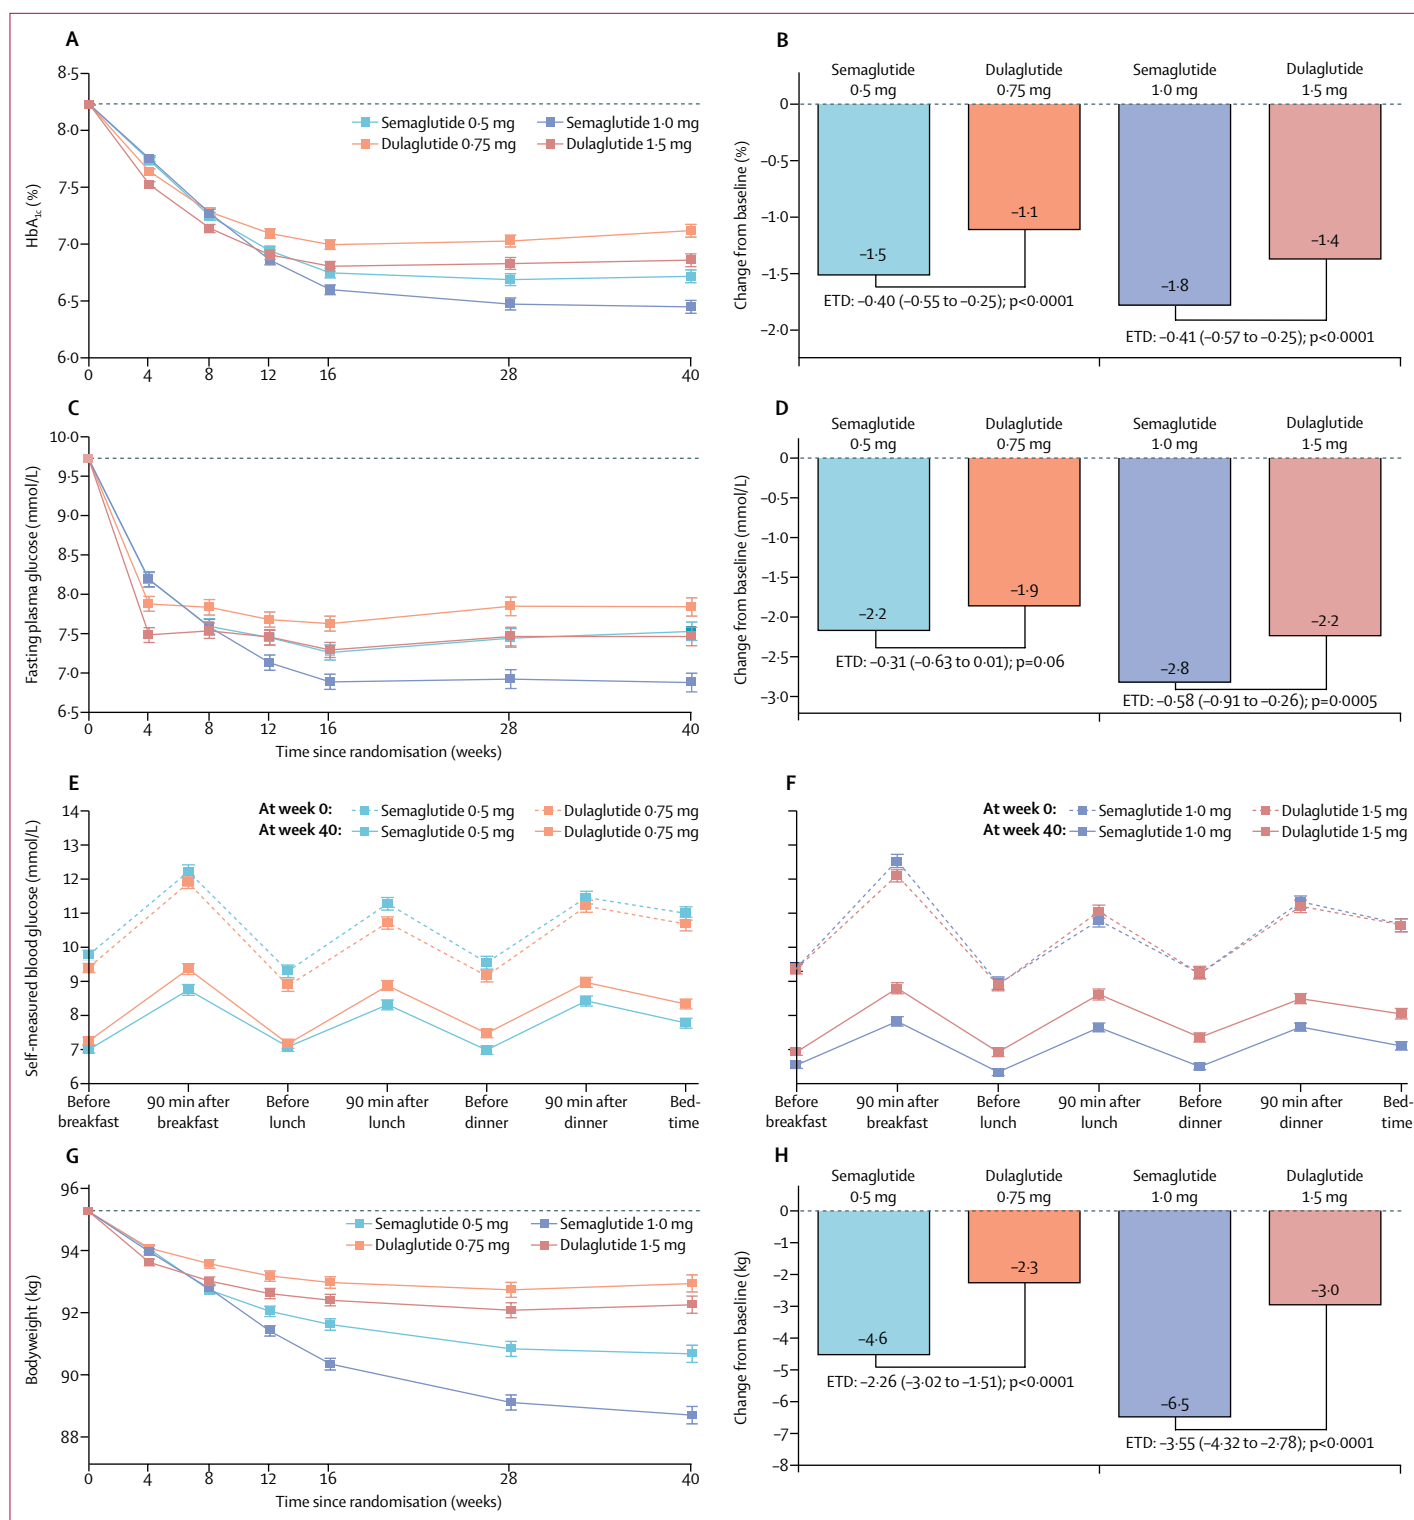 A
8·5
8·0
7·5
7·0
6·5
6·0
HbA1c (%)
Semaglutide 0·5 mg
Semaglutide 1·0 mg
Dulaglutide 0·75 mg
Dulaglutide 1·5 mg
0 4 8 12 16 28 40
B
Semaglutide 0·5 mg
Dulaglutide 0·75 mg
Semaglutide 1·0 mg
Dulaglutide 1·5 mg
0
–0·5
–1·0
–1·5
–2·0
Change from baseline (%)
–1·5
–1·1
–1·8
–1·4
ETD: –0·40 (–0·55 to –0·25); p<0·0001
ETD: –0·41 (–0·57 to –0·25); p<0·0001
C
10·0
9·5
9·0
8·5
8·0
7·5
7·0
6·5
Fasting plasma glucose (mmol/L)
0 4 8 12 16 28 40
Time since randomisation (weeks)
D
Semaglutide 0·5 mg
Dulaglutide 0·75 mg
Semaglutide 1·0 mg
Dulaglutide 1·5 mg
0
–0·5
–1·0
–1·5
–2·0
–2·5
–3·0
Change from baseline (mmol/L)
–2·2
–1·9
–2·8
–2·2
ETD: –0·31 (–0·63 to 0·01); p=0·06
ETD: –0·58 (–0·91 to –0·26); p=0·0005
E
At week 0: Semaglutide 0·5 mg Dulaglutide 0·75 mg
At week 40: Semaglutide 0·5 mg Dulaglutide 0·75 mg
14
13
12
11
10
9
8
7
6
Self-measured blood glucose (mmol/L)
Before breakfast
90 min after breakfast
Before lunch
90 min after lunch
Before dinner
90 min after dinner
Bed-time
F
At week 0: Semaglutide 1·0 mg Dulaglutide 1·5 mg
At week 40: Semaglutide 1·0 mg Dulaglutide 1·5 mg
Before breakfast
90 min after breakfast
Before lunch
90 min after lunch
Before dinner
90 min after dinner
Bed-time
G
96
94
92
90
88
Bodyweight (kg)
Semaglutide 0·5 mg
Semaglutide 1·0 mg
Dulaglutide 0·75 mg
Dulaglutide 1·5 mg
0 4 8 12 16 28 40
Time since randomisation (weeks)
H
Semaglutide 0·5 mg
Dulaglutide 0·75 mg
Semaglutide 1·0 mg
Dulaglutide 1·5 mg
0
–1
–2
–3
–4
–5
–6
–7
–8
Change from baseline (kg)
–4·6
–2·3
–6·5
–3·0
ETD: –2·26 (–3·02 to –1·51); p<0·0001
ETD: –3·55 (–4·32 to –2·78); p<0·0001